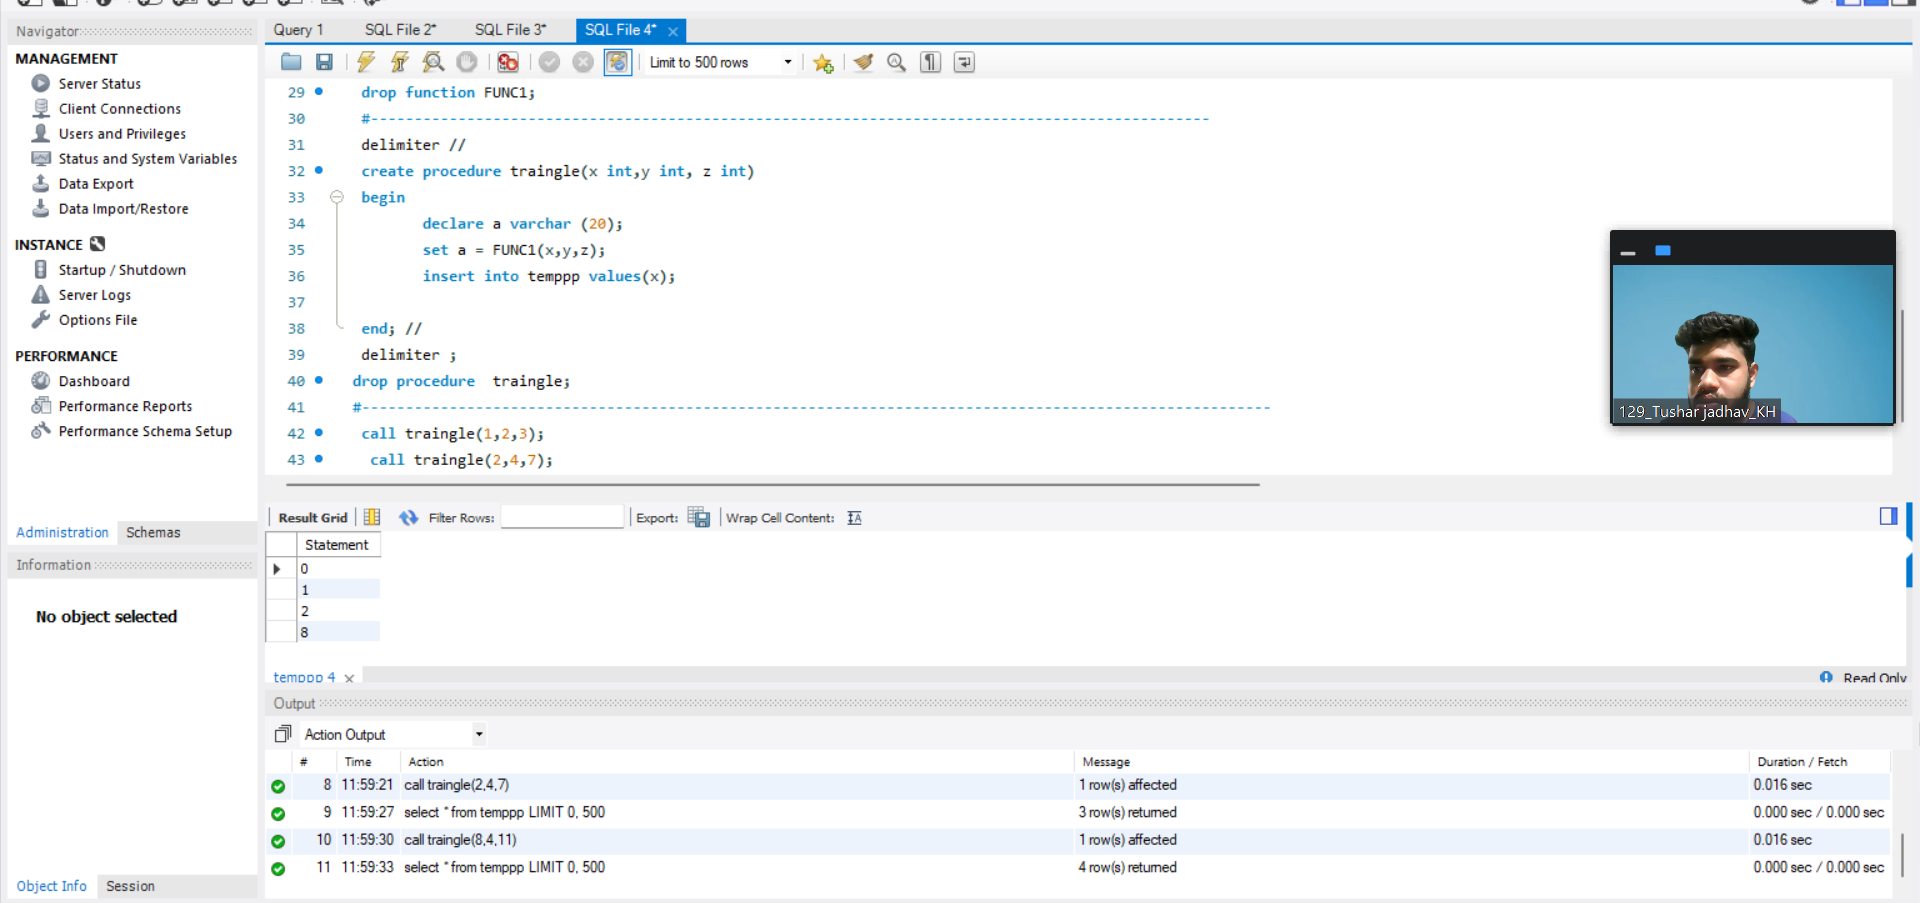 Navigator
MANAGEMENT
Server Status
Client Connections
Users and Privileges
Status and System Variables
Data Export
Data Import/Restore
INSTANCE
Startup / Shutdown
Server Logs
Options File
PERFORMANCE
Dashboard
Performance Reports
Performance Schema Setup
Administration Schemas
Information
No object selected
Object Info Session
Query 1 SQL File 2* SQL File 3* SQL File 4*
Limit to 500 rows
29 drop function FUNC1;
30 #------------------------------------------------------------------------------------------------
31 delimiter //
32 create procedure traingle(x int,y int, z int)
33 begin
34 declare a varchar (20);
35 set a = FUNC1(x,y,z);
36 insert into temppp values(x);
37
38 end; //
39 delimiter ;
40 drop procedure  traingle;
41 #--------------------------------------------------------------------------------------------------------
42 call traingle(1,2,3);
43 call traingle(2,4,7);
129_Tushar jadhav_KH
Result Grid Filter Rows: Export: Wrap Cell Content:
Statement
0
1
2
8
temppp 4 Read Only
Output
Action Output
# Time Action Message Duration / Fetch
8 11:59:21 call traingle(2,4,7) 1 row(s) affected 0.016 sec
9 11:59:27 select * from temppp LIMIT 0, 500 3 row(s) returned 0.000 sec / 0.000 sec
10 11:59:30 call traingle(8,4,11) 1 row(s) affected 0.016 sec
11 11:59:33 select * from temppp LIMIT 0, 500 4 row(s) returned 0.000 sec / 0.000 sec